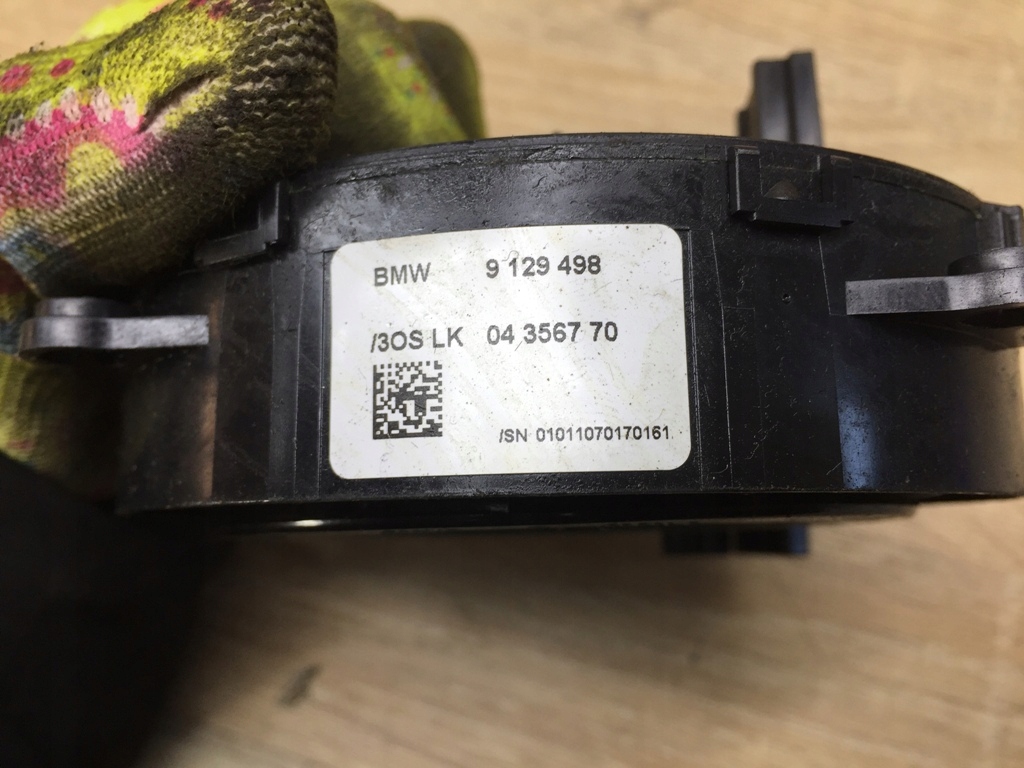 BMW 9 129 498
/3OS LK 04 3567 70
/SN 01011070170161